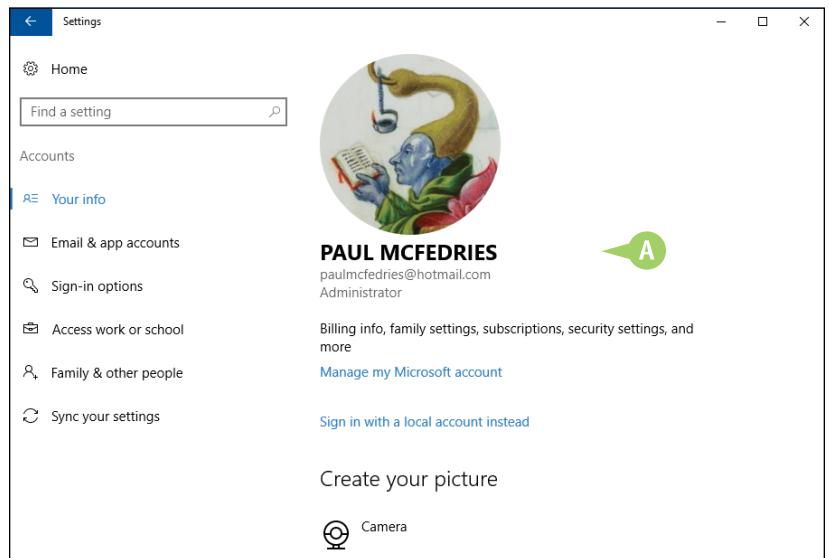 Settings
Home
Find a setting
Accounts
Your info
Email & app accounts
Sign-in options
Access work or school
Family & other people
Sync your settings
PAUL MCFEDRIES
A
paulmcfedries@hotmail.com
Administrator
Billing info, family settings, subscriptions, security settings, and
more
Manage my Microsoft account
Sign in with a local account instead
Create your picture
Camera